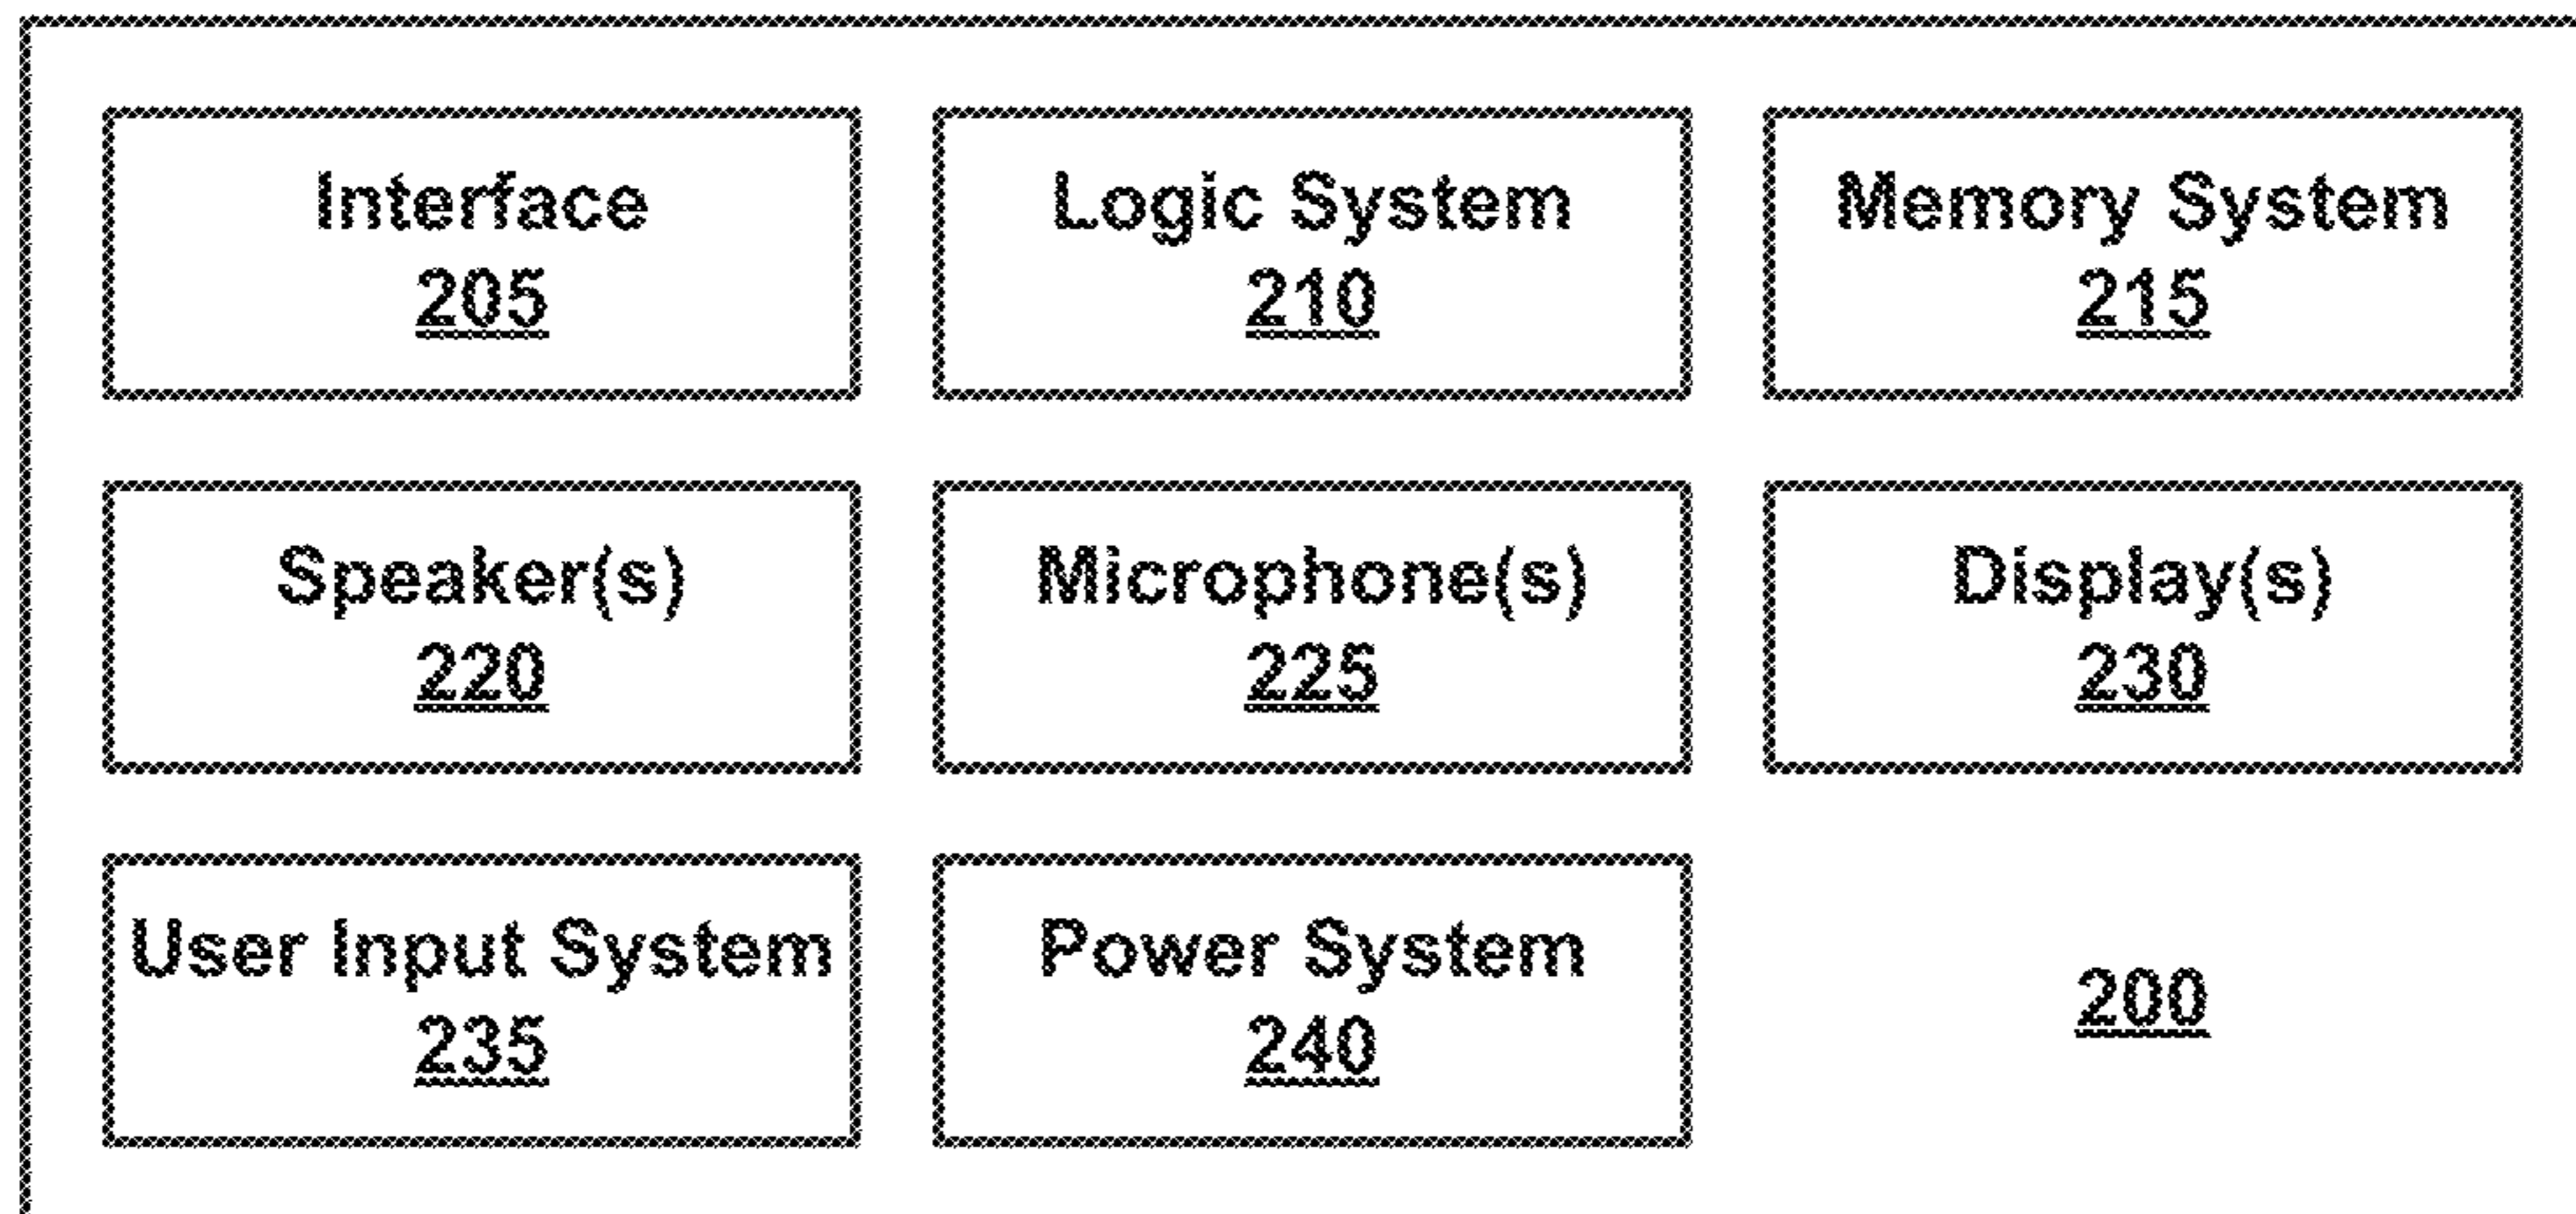 Interface
205
Logic System
210
Memory System
215
Speaker(s)
220
Microphone(s)
225
Display(s)
230
User Input System
235
Power System
240
200